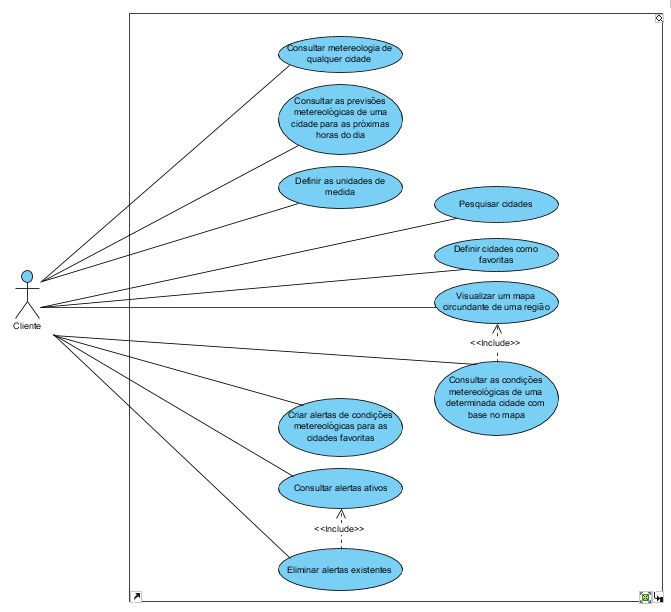 Consultar metereologia de
qualquer cidade
Consultar as previsões
metereológicas de uma
cidade para as próximas
horas do dia
Definir as unidades de
medida
Pesquisar cidades
Definir cidades como
favoritas
Visualizar um mapa
circundante de uma região
Cliente
<<Include>>
Consultar as condições
metereológicas de uma
determinada cidade com
base no mapa
Criar alertas de condições
metereológicas para as
cidades favoritas
Consultar alertas ativos
<<Include>>
Eliminar alertas existentes